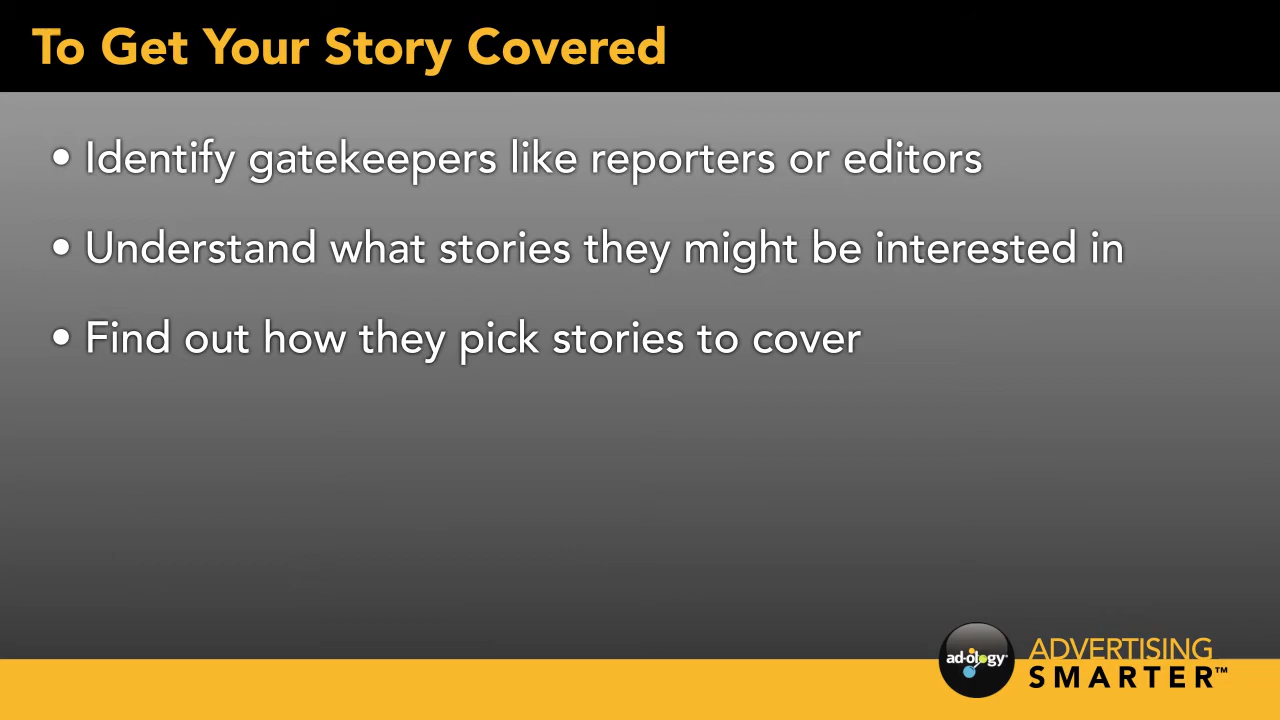 To Get Your Story Covered
• Identify gatekeepers like reporters or editors
• Understand what stories they might be interested in
• Find out how they pick stories to cover
ad-ology
ADVERTISING
SMARTER™